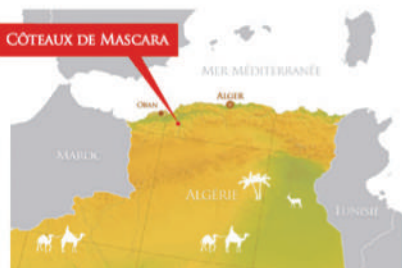 CÔTEAUX DE MASCARA
MER MÉDITERRANÉE
ALGER
ORAN
MAROC
ALGÉRIE
TUNISIE